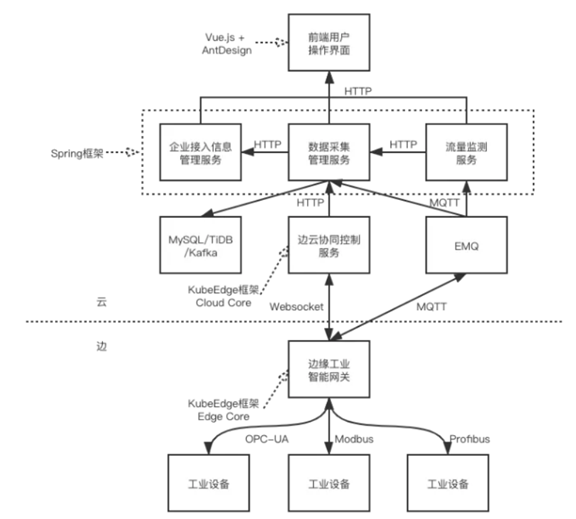 Vue.js +
AntDesign
前端用户
操作界面
HTTP
Spring框架
企业接入信息
管理服务
HTTP
数据采集
管理服务
HTTP
流量监测
服务
HTTP
MQTT
MySQL/TiDB
/Kafka
边云协同控制
服务
EMQ
KubeEdge框架
Cloud Core
云
Websocket
MQTT
边
边缘工业
智能网关
KubeEdge框架
Edge Core
OPC-UA
Modbus
Profibus
工业设备
工业设备
工业设备